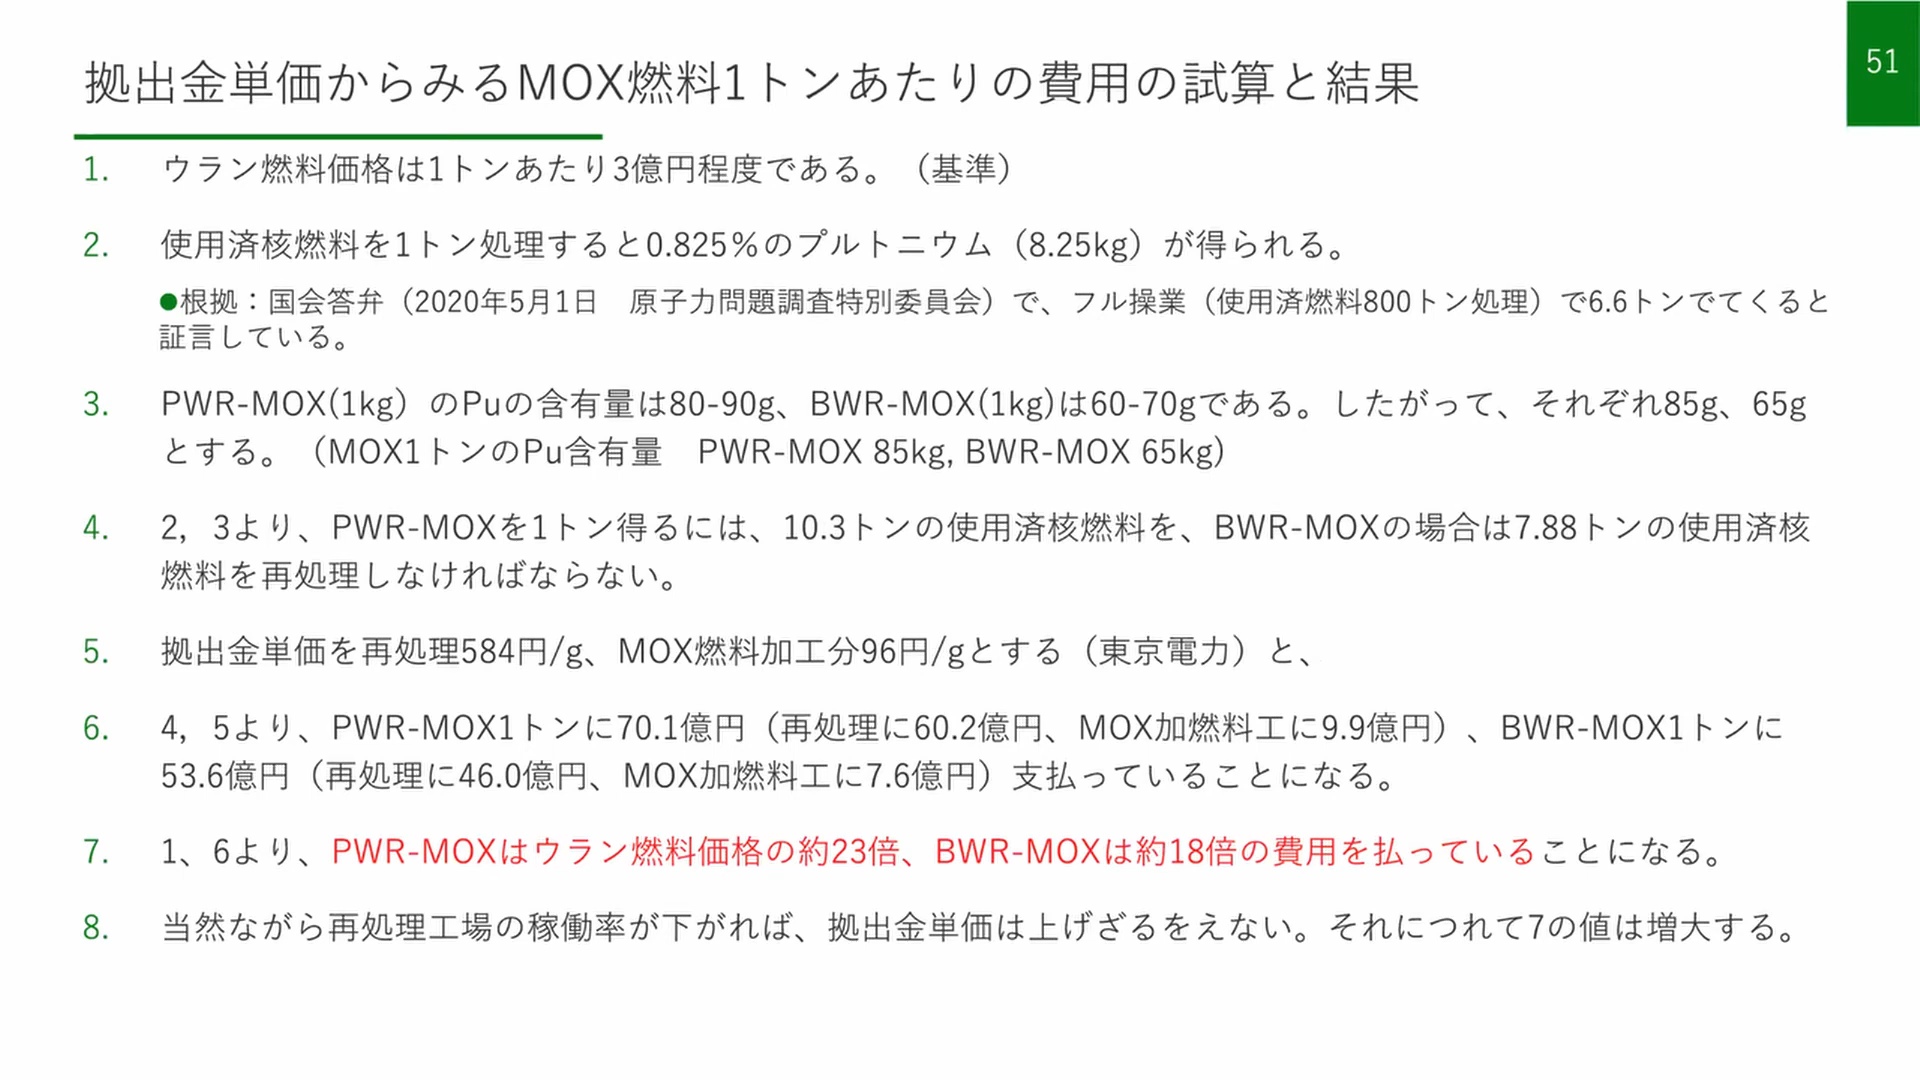 51
拠出金単価からみるMOX燃料1トンあたりの費用の試算と結果
1. ウラン燃料価格は1トンあたり3億円程度である。（基準）
2. 使用済核燃料を1トン処理すると0.825%のプルトニウム（8.25kg）が得られる。
●根拠：国会答弁（2020年5月1日　原子力問題調査特別委員会）で、フル操業（使用済燃料800トン処理）で6.6トンでてくると
証言している。
3. PWR-MOX(1kg）のPuの含有量は80-90g、BWR-MOX(1kg)は60-70gである。したがって、それぞれ85g、65g
とする。（MOX1トンのPu含有量　PWR-MOX 85kg, BWR-MOX 65kg）
4. 2，3より、PWR-MOXを1トン得るには、10.3トンの使用済核燃料を、BWR-MOXの場合は7.88トンの使用済核
燃料を再処理しなければならない。
5. 拠出金単価を再処理584円/g、MOX燃料加工分96円/gとする（東京電力）と、
6. 4，5より、PWR-MOX1トンに70.1億円（再処理に60.2億円、MOX加燃料工に9.9億円）、BWR-MOX1トンに
53.6億円（再処理に46.0億円、MOX加燃料工に7.6億円）支払っていることになる。
7. 1、6より、PWR-MOXはウラン燃料価格の約23倍、BWR-MOXは約18倍の費用を払っていることになる。
8. 当然ながら再処理工場の稼働率が下がれば、拠出金単価は上げざるをえない。それにつれて7の値は増大する。